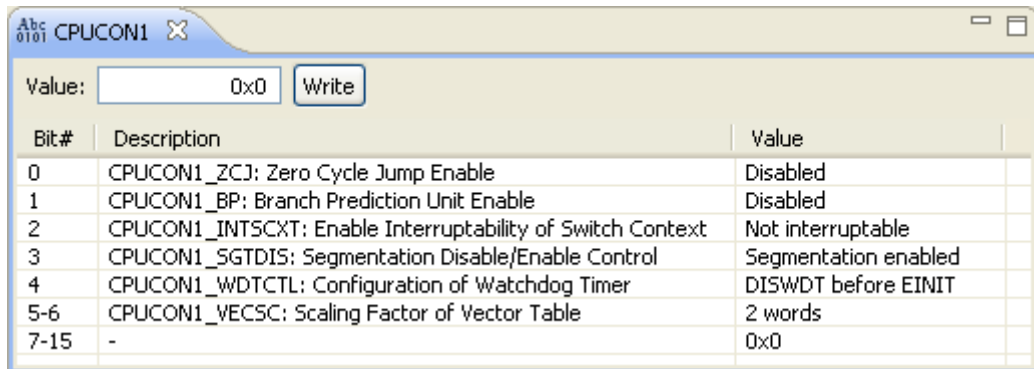 Abc 0101 CPUCON1
Value: 0x0 Write
Bit# Description Value
0 CPUCON1_ZCJ: Zero Cycle Jump Enable Disabled
1 CPUCON1_BP: Branch Prediction Unit Enable Disabled
2 CPUCON1_INTSCXT: Enable Interruptability of Switch Context Not interruptable
3 CPUCON1_SGTDIS: Segmentation Disable/Enable Control Segmentation enabled
4 CPUCON1_WDTCTL: Configuration of Watchdog Timer DISWDT before EINIT
5-6 CPUCON1_VECSC: Scaling Factor of Vector Table 2 words
7-15 - 0x0